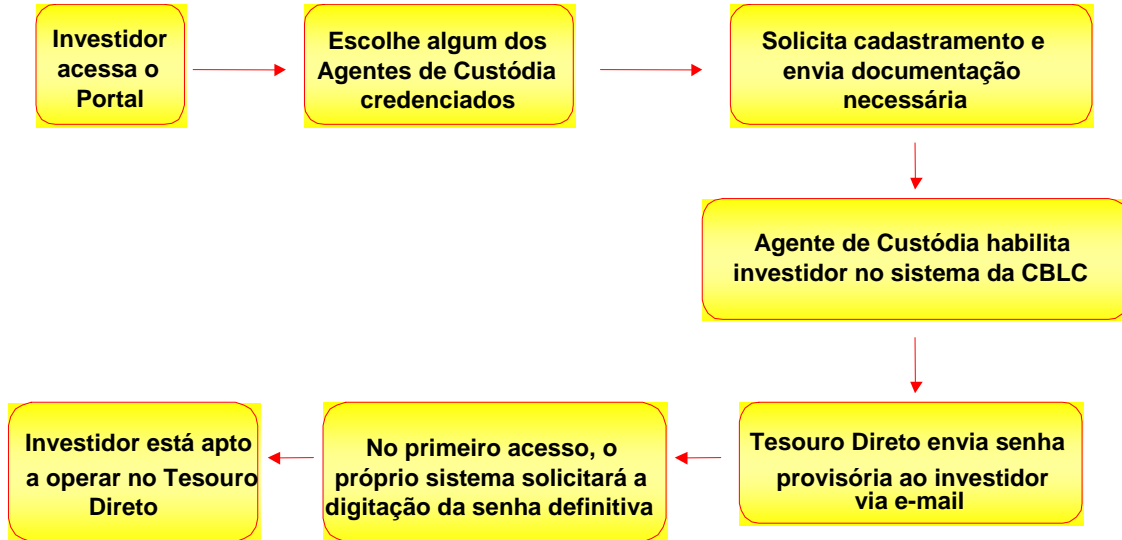 Investidor
acessa o
Portal
Escolhe algum dos
Agentes de Custódia
credenciados
Solicita cadastramento e
envia documentação
necessária
Agente de Custódia habilita
investidor no sistema da CBLC
Tesouro Direto envia senha
provisória ao investidor
via e-mail
No primeiro acesso, o
próprio sistema solicitará a
digitação da senha definitiva
Investidor está apto
a operar no Tesouro
Direto